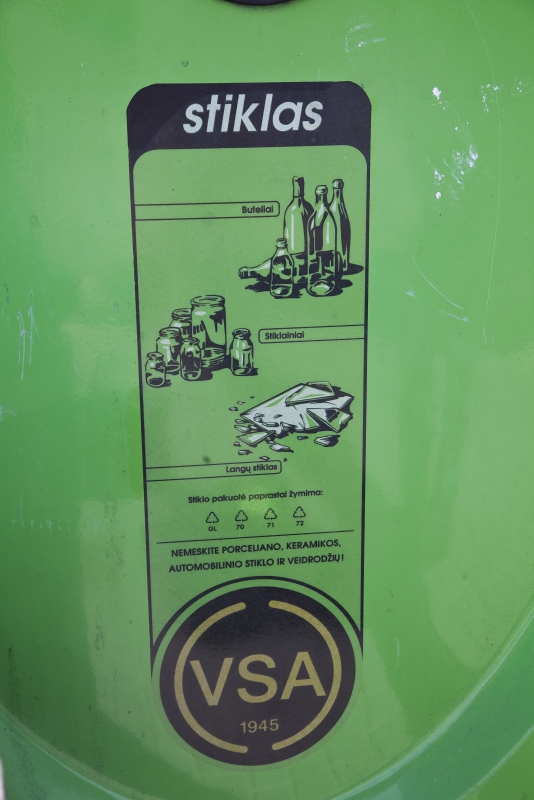 stiklas
Buteliai
Stiklainiai
Langų stiklas
Stiklo pakuotė paprastai žymima:
GL 70 71 72
NEMESKITE PORCELIANO, KERAMIKOS,
AUTOMOBILINIO STIKLO IR VEIDRODŽIŲ!
VSA
1945